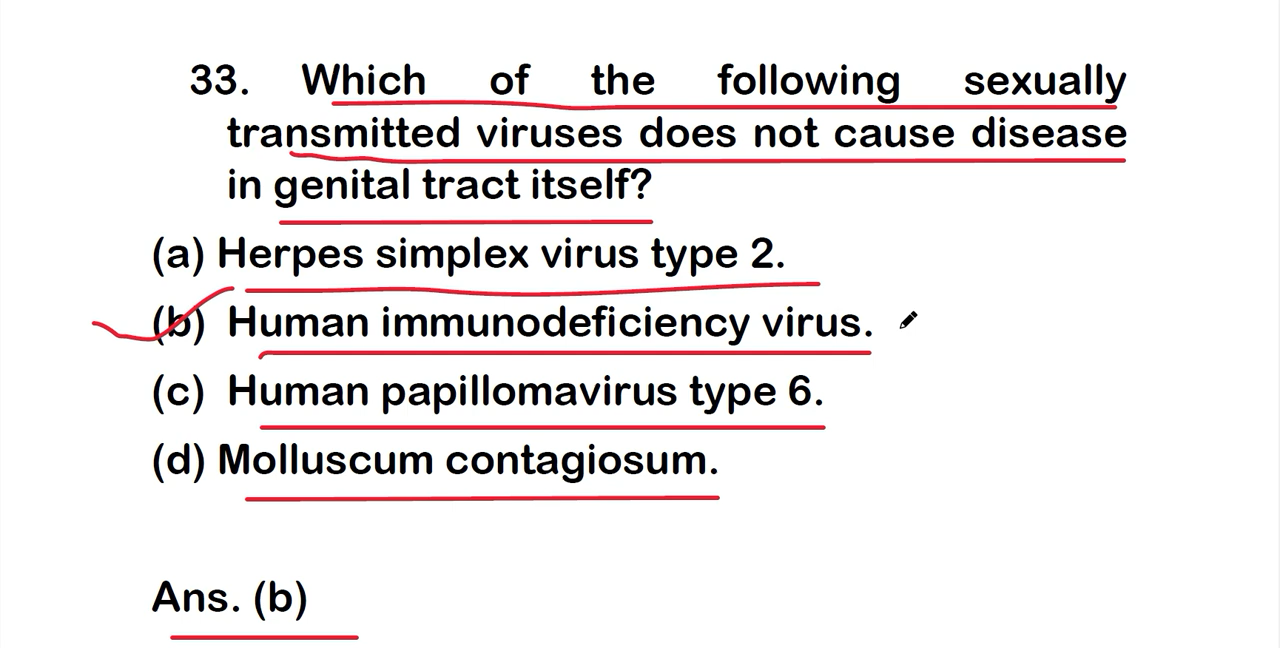 33. Which of the following sexually
transmitted viruses does not cause disease
in genital tract itself?
(a) Herpes simplex virus type 2.
(b) Human immunodeficiency virus.
(c) Human papillomavirus type 6.
(d) Molluscum contagiosum.
Ans. (b)